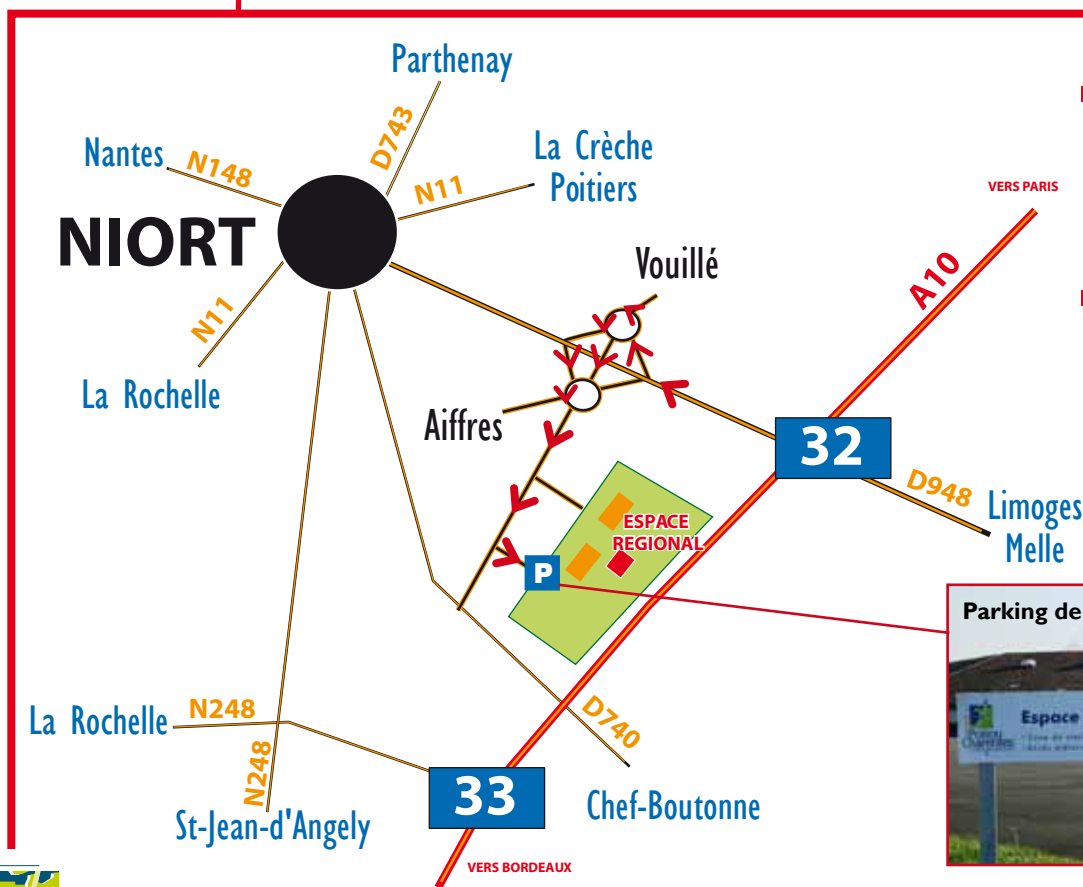 Parthenay
D743
La Crèche
Poitiers
Nantes
N148
N11
VERS PARIS
NIORT
Vouillé
A10
N11
La Rochelle
Aiffres
32
D948
Limoges
Melle
ESPACE
REGIONAL
P
Parking de
Espace
Poitou
Charentes
La Rochelle
N248
D740
N248
33
Chef-Boutonne
St-Jean-d'Angely
VERS BORDEAUX